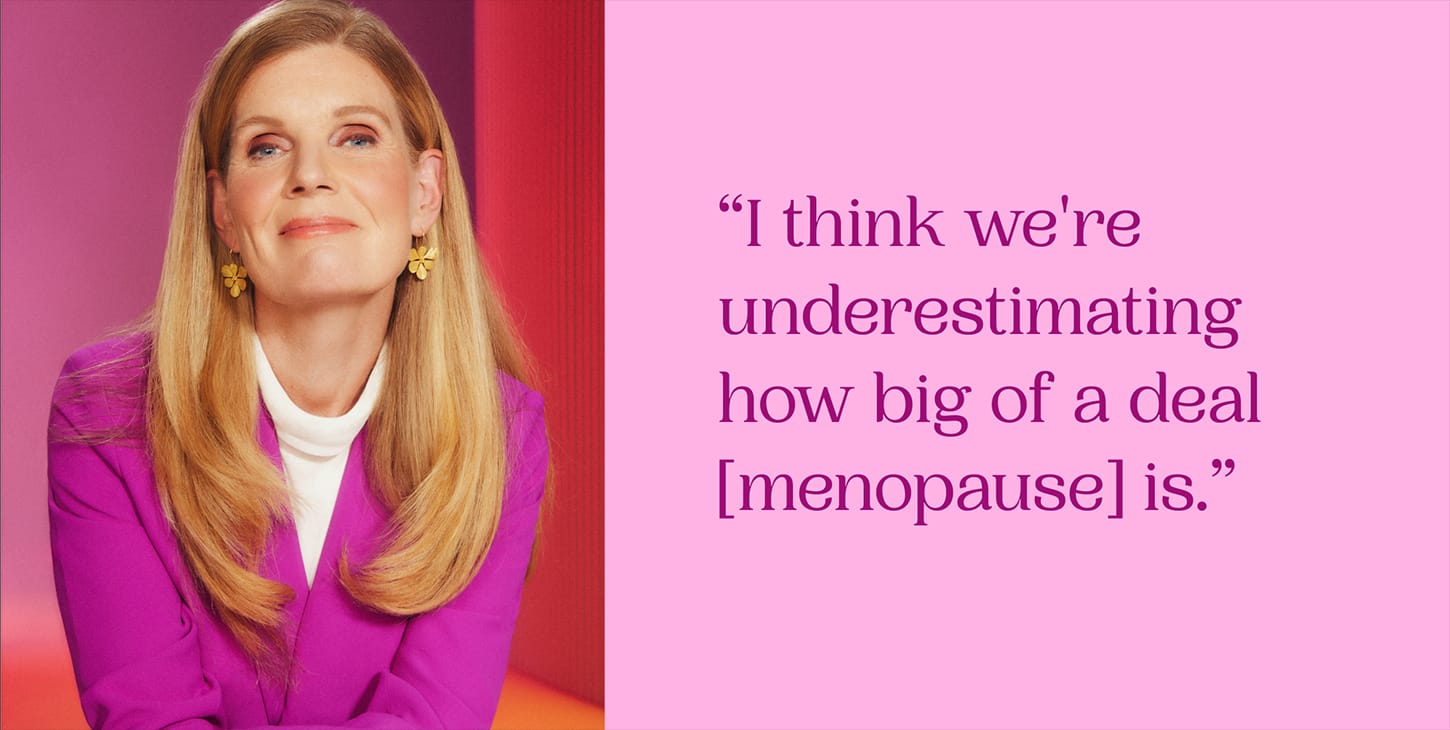 “I think we're
underestimating
how big of a deal
[menopause] is.”